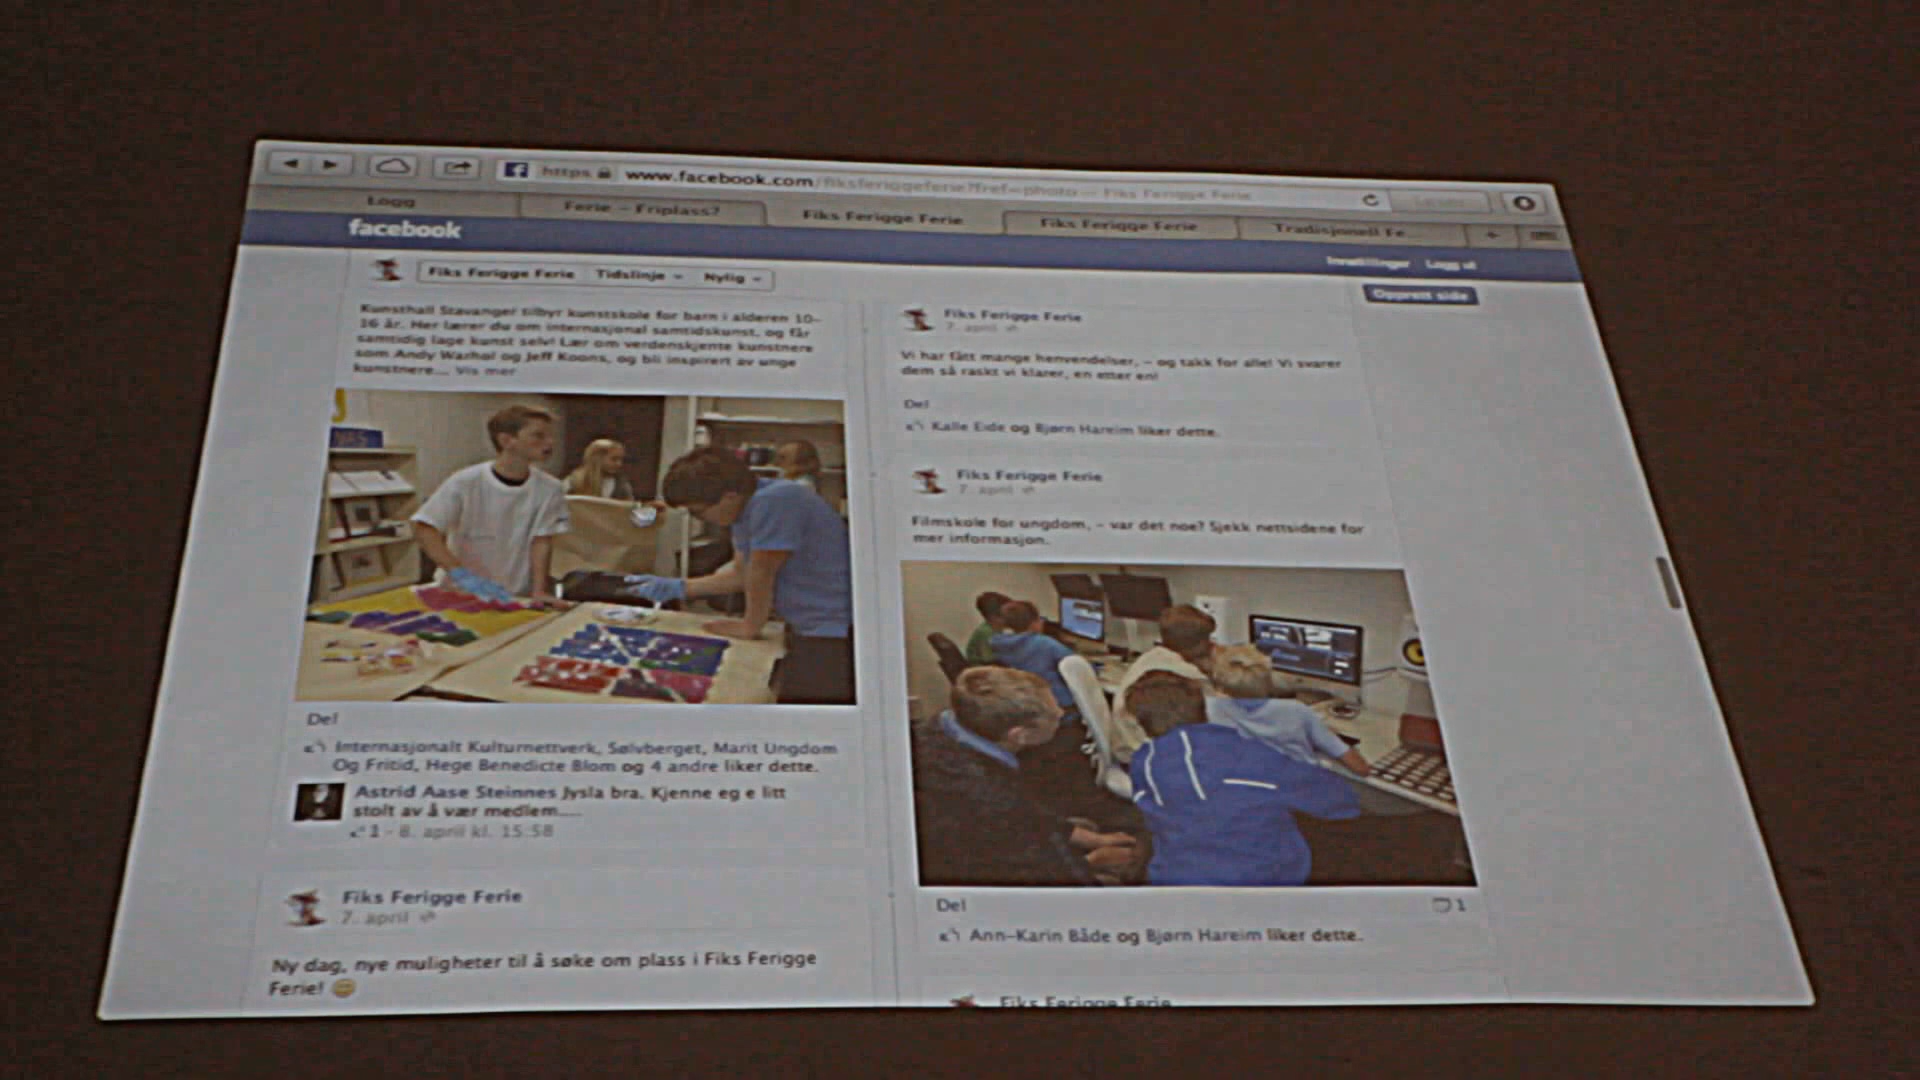 https www.facebook.com/fiksferiggeferie?fref=photo — Fiks Ferigge Ferie
Logg
Ferie – Friplass?
Fiks Ferigge Ferie
Fiks Ferigge Ferie
Tradisjonell Fe...
facebook
Innstillinger Logg ut
Fiks Ferigge Ferie Tidslinje Nylig
Opprett side
Kunsthall Stavanger tilbyr kunstskole for barn i alderen 10–
16 år. Her lærer du om internasjonal samtidskunst, og får
samtidig lage kunst selv! Lær om verdenskjente kunstnere
som Andy Warhol og Jeff Koons, og bli inspirert av unge
kunstnere... Vis mer
Del
Internasjonalt Kulturnettverk, Sølvberget, Marit Ungdom
Og Fritid, Hege Benedicte Blom og 4 andre liker dette.
Astrid Aase Steinnes Jysla bra. Kjenne eg e litt
stolt av å vær medlem....
1 · 8. april kl. 15:58
Fiks Ferigge Ferie
7. april
Ny dag, nye muligheter til å søke om plass i Fiks Ferigge
Ferie!
Fiks Ferigge Ferie
7. april
Vi har fått mange henvendelser, – og takk for alle! Vi svarer
dem så raskt vi klarer, en etter en!
Del
Kalle Eide og Bjørn Hareim liker dette.
Fiks Ferigge Ferie
7. april
Filmskole for ungdom, – var det noe? Sjekk nettsidene for
mer informasjon.
Del
1
Ann-Karin Både og Bjørn Hareim liker dette.
Fiks Ferigge Ferie